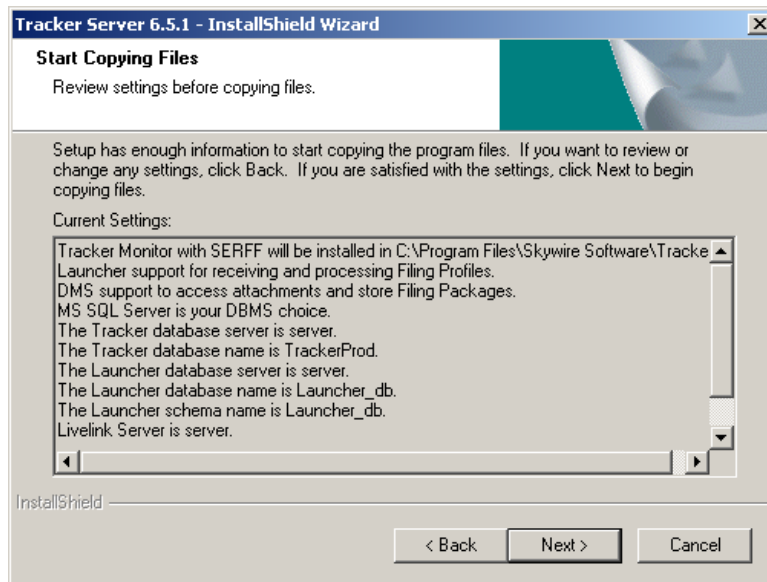 Tracker Server 6.5.1 - InstallShield Wizard
Start Copying Files
Review settings before copying files.
Setup has enough information to start copying the program files.  If you want to review or
change any settings, click Back.  If you are satisfied with the settings, click Next to begin
copying files.
Current Settings:
Tracker Monitor with SERFF will be installed in C:\Program Files\Skywire Software\Tracke
Launcher support for receiving and processing Filing Profiles.
DMS support to access attachments and store Filing Packages.
MS SQL Server is your DBMS choice.
The Tracker database server is server.
The Tracker database name is TrackerProd.
The Launcher database server is server.
The Launcher database name is Launcher_db.
The Launcher schema name is Launcher_db.
Livelink Server is server.
InstallShield
< Back Next > Cancel